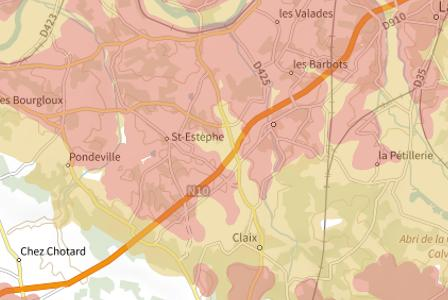 les Valades
D423
D910
les Barbots
D425
D35
es Bourgloux
St-Estèphe
Pondeville
la Pétillerie
N10
Claix
Abri de la C
Calv
Chez Chotard